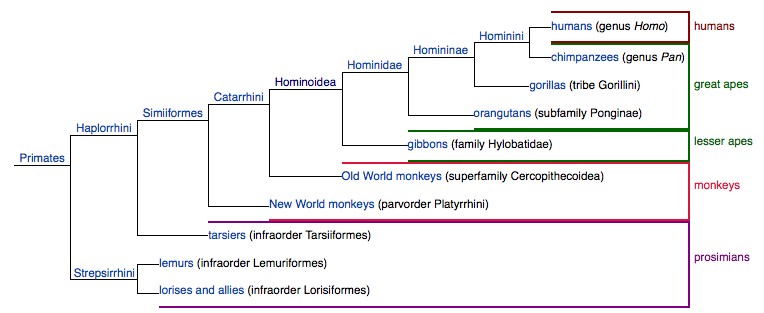 humans (genus Homo)
humans
Hominini
chimpanzees (genus Pan)
Homininae
Hominidae
gorillas (tribe Gorillini)
great apes
Hominoidea
Catarrhini
orangutans (subfamily Ponginae)
Simiiformes
Haplorrhini
gibbons (family Hylobatidae)
lesser apes
Primates
Old World monkeys (superfamily Cercopithecoidea)
monkeys
New World monkeys (parvorder Platyrrhini)
tarsiers (infraorder Tarsiiformes)
prosimians
lemurs (infraorder Lemuriformes)
Strepsirrhini
lorises and allies (infraorder Lorisiformes)